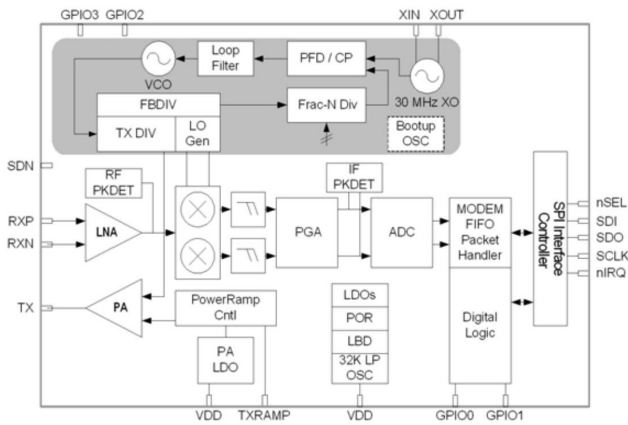 GPIO3 GPIO2
XIN XOUT
Loop
Filter
PFD / CP
VCO
30 MHz XO
FBDIV
Frac-N Div
TX DIV
LO
Gen
Bootup
OSC
SDN
RF
PKDET
IF
PKDET
RXP
RXN
LNA
PGA
ADC
MODEM
FIFO
Packet
Handler
SPI Interface
Controller
nSEL
SDI
SDO
SCLK
nIRQ
TX
PA
PowerRamp
Cntl
LDOs
POR
LBD
32K LP
OSC
Digital
Logic
PA
LDO
VDD TXRAMP VDD GPIO0 GPIO1